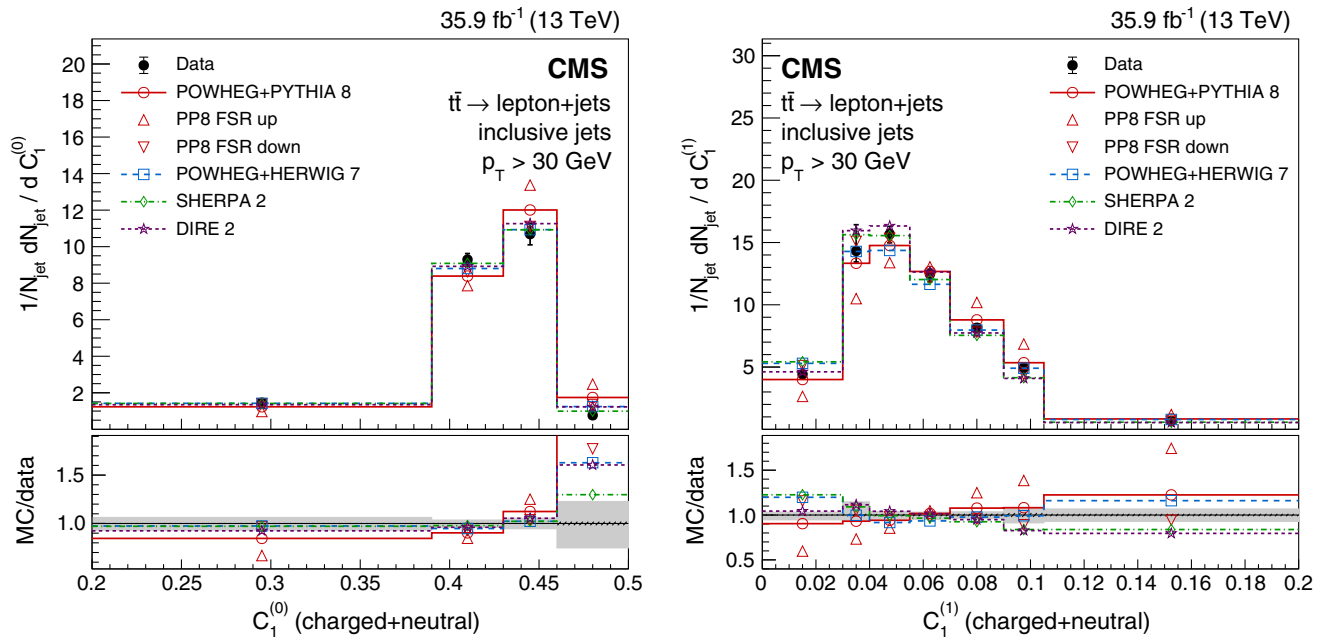 35.9 fb⁻¹ (13 TeV)
CMS
tt̄ → lepton+jets
inclusive jets
p_T > 30 GeV
Data
POWHEG+PYTHIA 8
PP8 FSR up
PP8 FSR down
POWHEG+HERWIG 7
SHERPA 2
DIRE 2
1/N_jet dN_jet / d C_1^(0)
20
18
16
14
12
10
8
6
4
2
MC/data
1.5
1.0
0.2 0.25 0.3 0.35 0.4 0.45 0.5
C_1^(0) (charged+neutral)
35.9 fb⁻¹ (13 TeV)
CMS
tt̄ → lepton+jets
inclusive jets
p_T > 30 GeV
Data
POWHEG+PYTHIA 8
PP8 FSR up
PP8 FSR down
POWHEG+HERWIG 7
SHERPA 2
DIRE 2
1/N_jet dN_jet / d C_1^(1)
30
25
20
15
10
5
MC/data
1.5
1.0
0.5
0 0.02 0.04 0.06 0.08 0.1 0.12 0.14 0.16 0.18 0.2
C_1^(1) (charged+neutral)